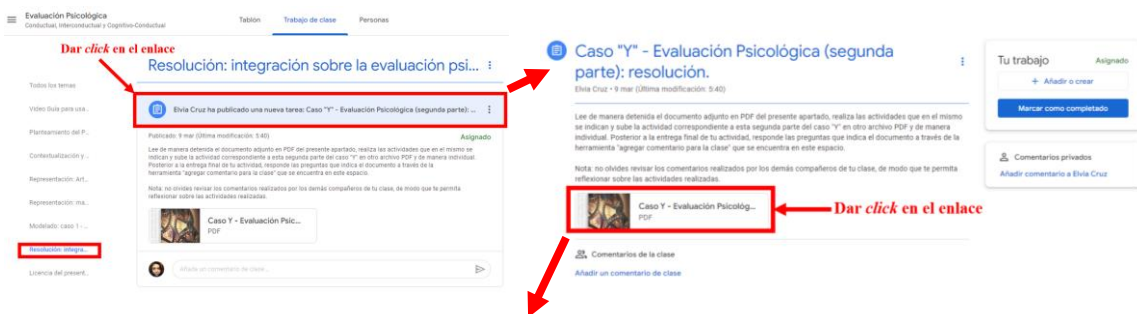 Evaluación Psicológica
Conductual, Interconductual y Cognitivo-Conductual
Tablón
Trabajo de clase
Personas
Dar click en el enlace
Todos los temas
Video Guía para usa...
Planteamiento del P...
Contextualización y ...
Representación: Art...
Representación: ma...
Modelado: caso 1 - ...
Resolución: integra...
Licencia del present...
Resolución: integración sobre la evaluación psi...
Elvia Cruz ha publicado una nueva tarea: Caso "Y" - Evaluación Psicológica (segunda parte): ...
Publicado: 9 mar (Última modificación: 5:40)
Asignado
Lee de manera detenida el documento adjunto en PDF del presente apartado, realiza las actividades que en el mismo se
indican y sube la actividad correspondiente a esta segunda parte del caso "Y" en otro archivo PDF y de manera individual.
Posterior a la entrega final de tu actividad, responde las preguntas que indica el documento a través de la
herramienta "agregar comentario para la clase" que se encuentra en este espacio.
Nota: no olvides revisar los comentarios realizados por los demás compañeros de tu clase, de modo que te permita
reflexionar sobre las actividades realizadas.
Caso Y - Evaluación Psic...
PDF
Añade un comentario de clase...
Caso "Y" - Evaluación Psicológica (segunda
parte): resolución.
Elvia Cruz • 9 mar (Última modificación: 5:40)
Lee de manera detenida el documento adjunto en PDF del presente apartado, realiza las actividades que en el mismo
se indican y sube la actividad correspondiente a esta segunda parte del caso "Y" en otro archivo PDF y de manera
individual. Posterior a la entrega final de tu actividad, responde las preguntas que indica el documento a través de la
herramienta "agregar comentario para la clase" que se encuentra en este espacio.
Nota: no olvides revisar los comentarios realizados por los demás compañeros de tu clase, de modo que te permita
reflexionar sobre las actividades realizadas.
Caso Y - Evaluación Psicológ...
PDF
Dar click en el enlace
Comentarios de la clase
Añadir un comentario de clase
Tu trabajo
Asignado
+ Añadir o crear
Marcar como completado
Comentarios privados
Añadir comentario a Elvia Cruz